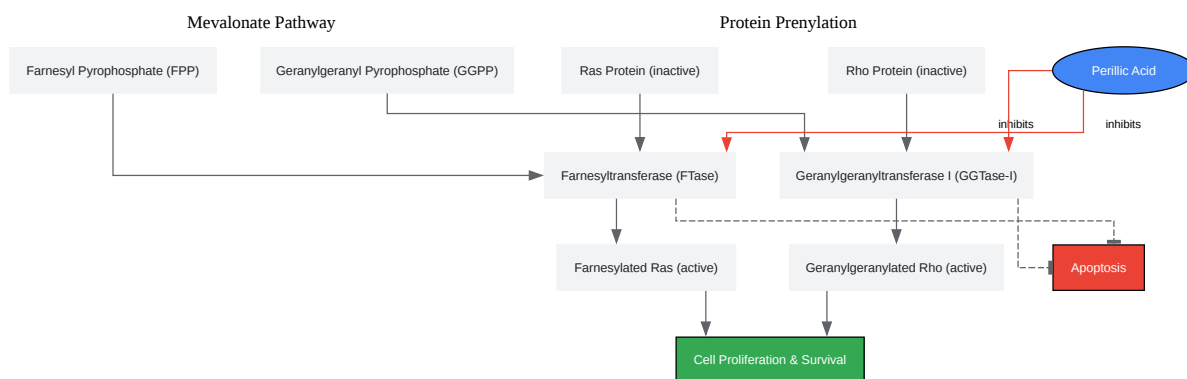 Mevalonate Pathway
Protein Prenylation
Farnesyl Pyrophosphate (FPP)
Geranylgeranyl Pyrophosphate (GGPP)
Ras Protein (inactive)
Rho Protein (inactive)
Perillic Acid
inhibits
inhibits
Farnesyltransferase (FTase)
Geranylgeranyltransferase I (GGTase-I)
Farnesylated Ras (active)
Geranylgeranylated Rho (active)
Apoptosis
Cell Proliferation & Survival